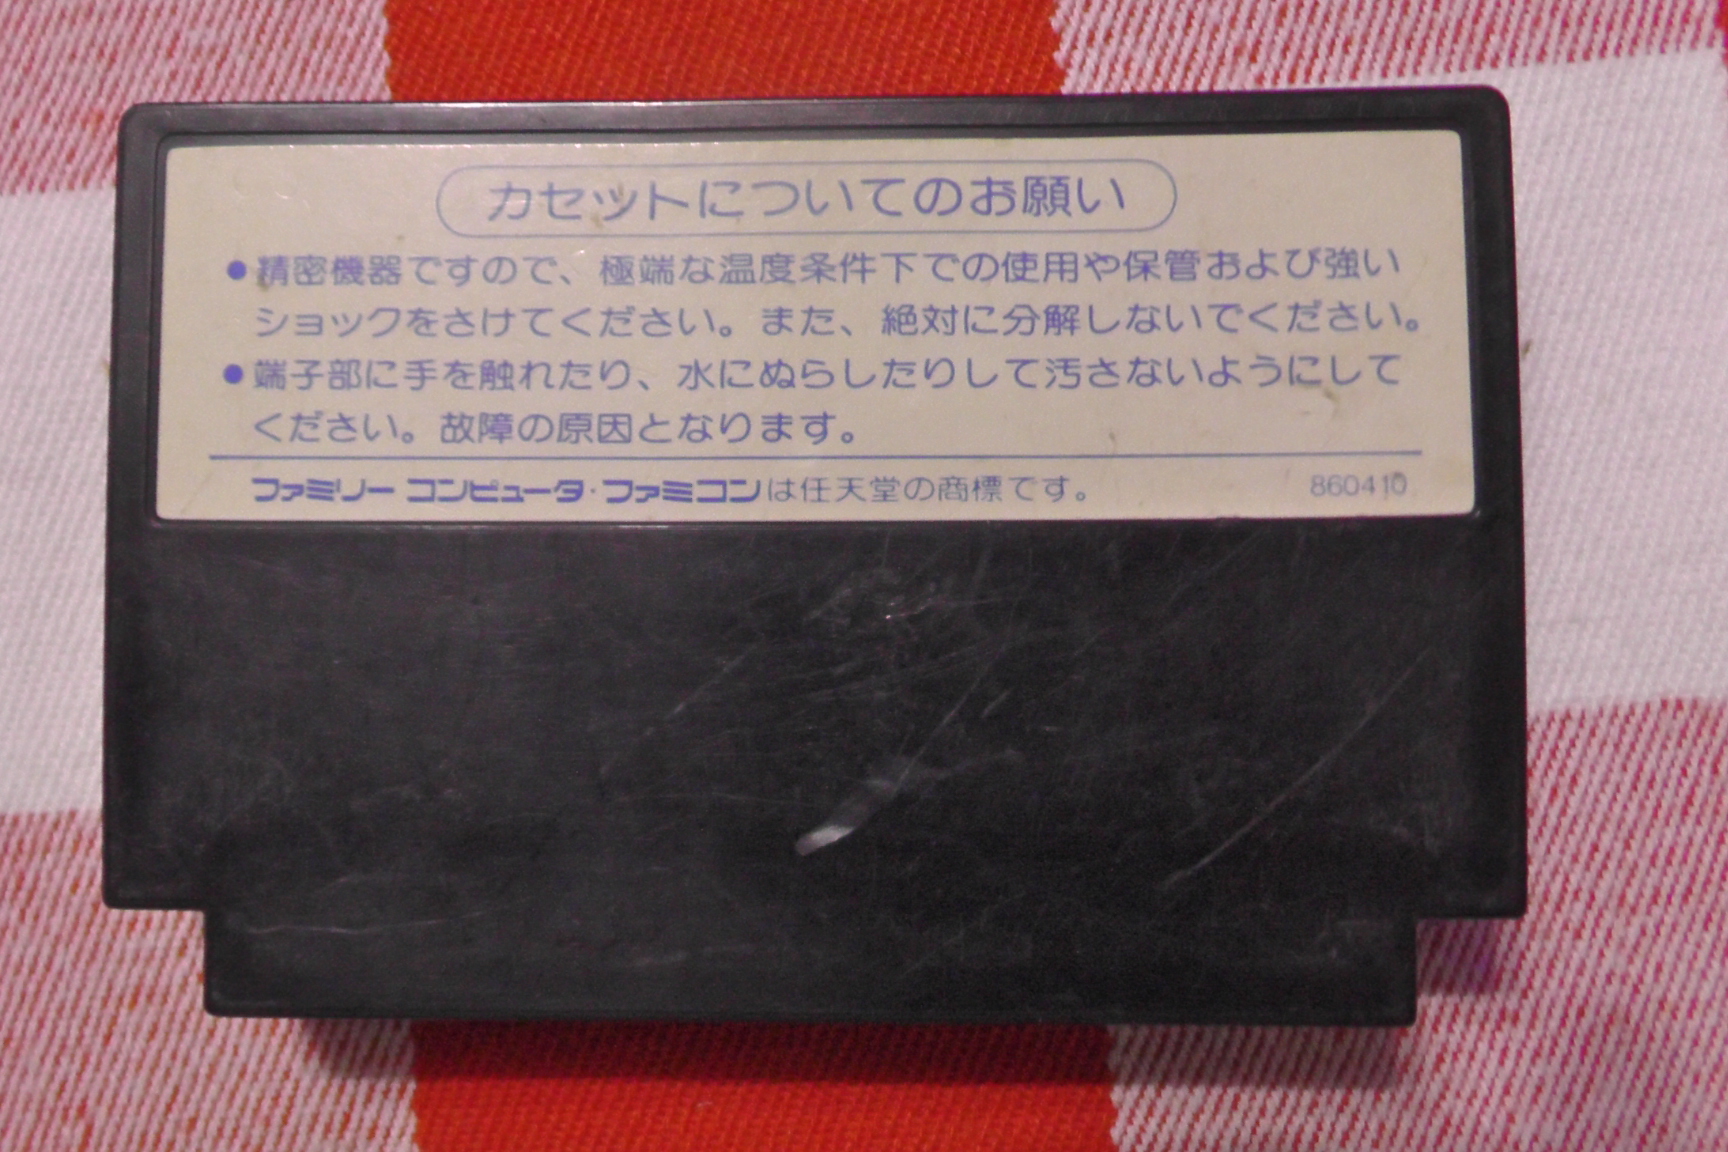 カセットについてのお願い
●精密機器ですので、極端な温度条件下での使用や保管および強い
ショックをさけてください。また、絶対に分解しないでください。
●端子部に手を触れたり、水にぬらしたりして汚さないようにして
ください。故障の原因となります。
ファミリー コンピュータ・ファミコンは任天堂の商標です。 860410